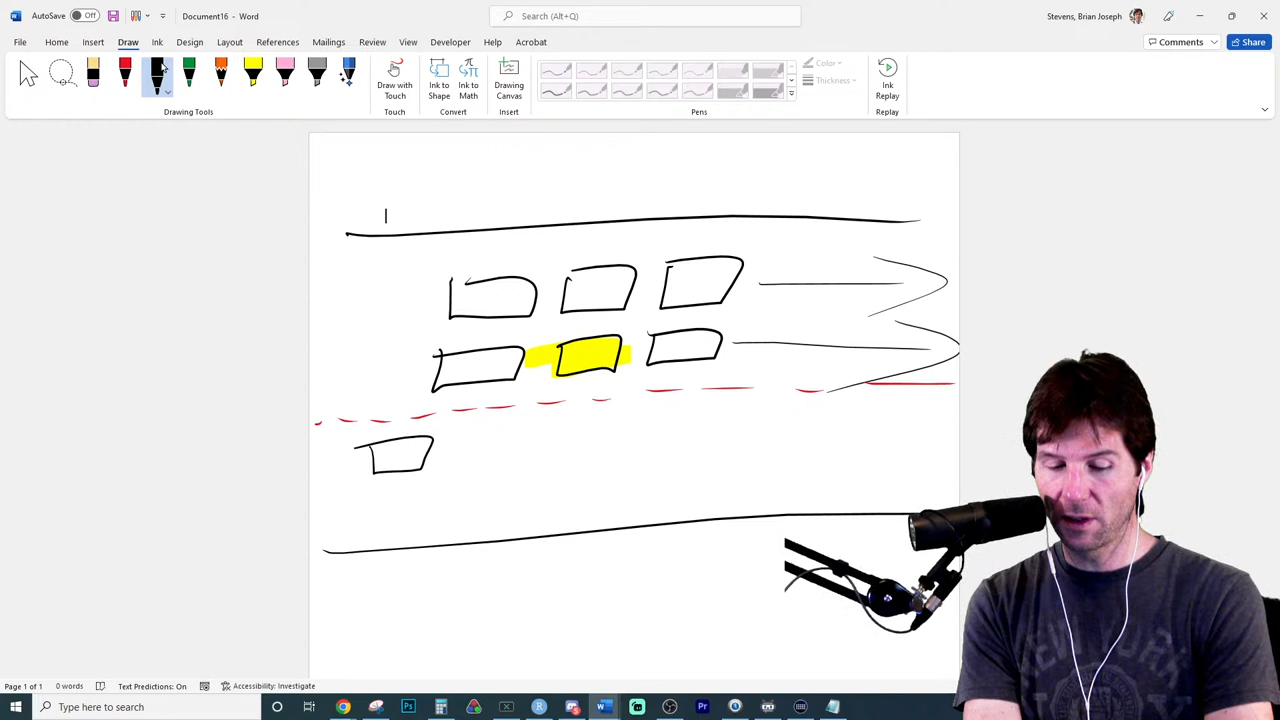 AutoSave Off Document16 - Word Search (Alt+Q) Stevens, Brian Joseph
File Home Insert Draw Ink Design Layout References Mailings Review View Developer Help Acrobat Comments Share
Draw with Touch Ink to Shape Ink to Math Drawing Canvas Color Thickness Ink Replay
Drawing Tools Touch Convert Insert Pens Replay
Page 1 of 1 0 words Text Predictions: On Accessibility: Investigate
Type here to search